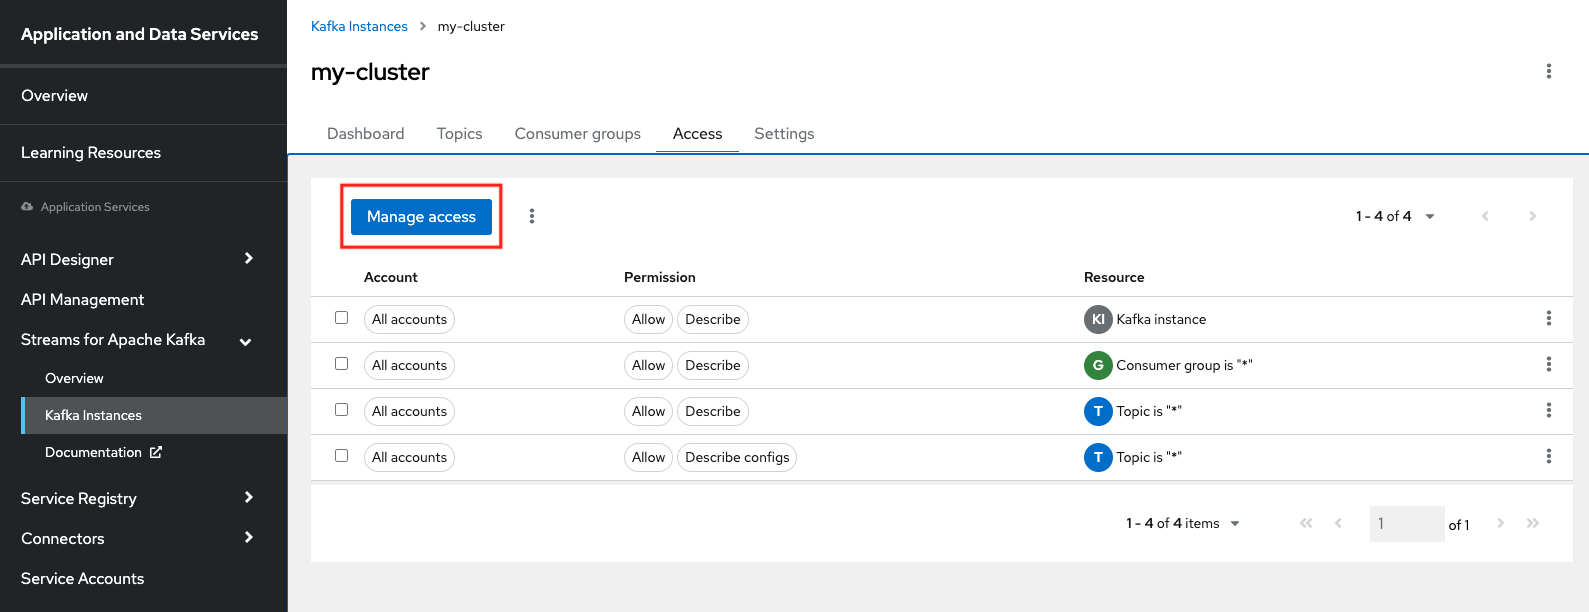 Application and Data Services
Overview
Learning Resources
Application Services
API Designer
API Management
Streams for Apache Kafka
Overview
Kafka Instances
Documentation
Service Registry
Connectors
Service Accounts
Kafka Instances > my-cluster
my-cluster
Dashboard Topics Consumer groups Access Settings
Manage access 1 - 4 of 4
Account Permission Resource
All accounts Allow Describe KI Kafka instance
All accounts Allow Describe G Consumer group is "*"
All accounts Allow Describe T Topic is "*"
All accounts Allow Describe configs T Topic is "*"
1 - 4 of 4 items 1 of 1